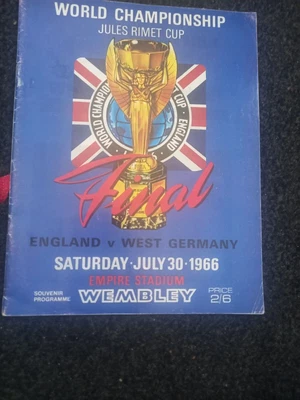 WORLD CHAMPIONSHIP
JULES RIMET CUP
WORLD CHAMPION
CUP · ENGLAND
Final
ENGLAND v WEST GERMANY
SATURDAY·JULY 30·1966
EMPIRE STADIUM
SOUVENIR
PROGRAMME
WEMBLEY
PRICE
2/6